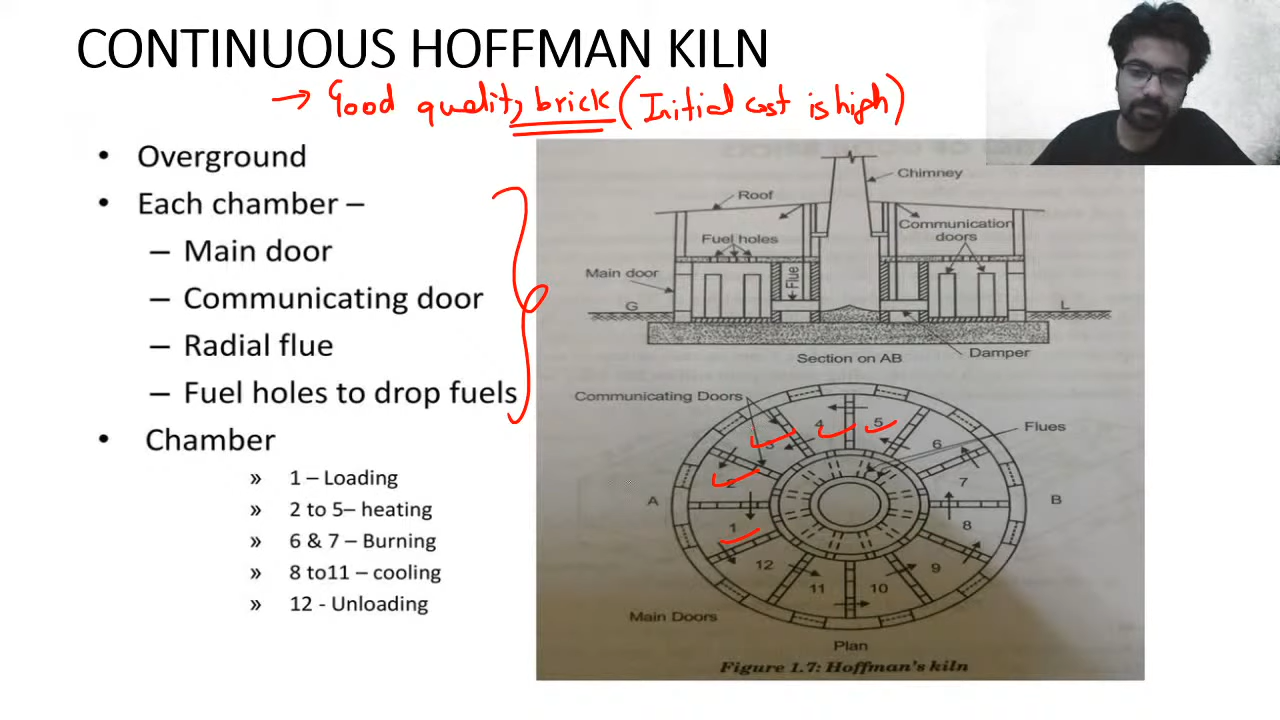 CONTINUOUS HOFFMAN KILN
→ Good quality brick (Initial cost is high)
• Overground
• Each chamber –
– Main door
– Communicating door
– Radial flue
– Fuel holes to drop fuels
• Chamber
» 1 – Loading
» 2 to 5– heating
» 6 & 7 – Burning
» 8 to11 – cooling
» 12 - Unloading
Chimney
Roof
Fuel holes
Communication
doors
Main door
Flue
G
L
Section on AB
Damper
Communicating Doors
Flues
4
5
3
6
2
7
A
B
1
8
12
9
11
10
Main Doors
Plan
Figure 1.7: Hoffman's kiln